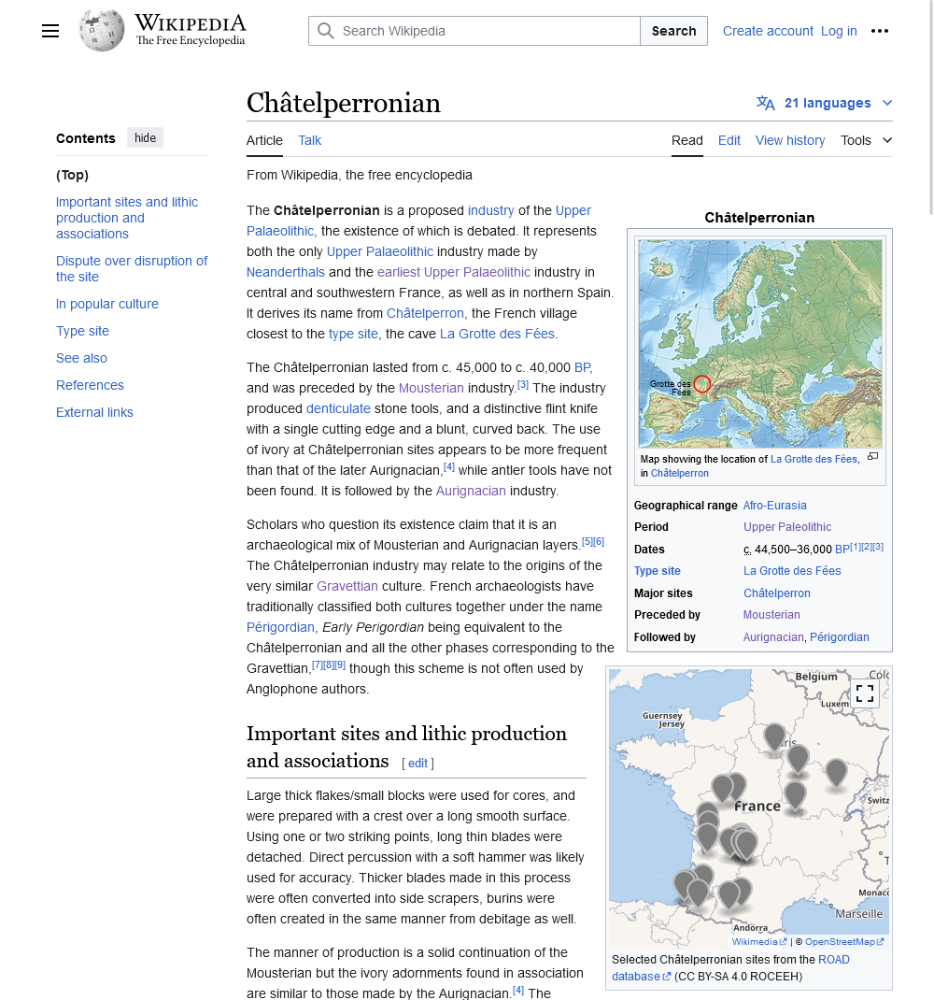 WIKIPEDIA
The Free Encyclopedia
Search Wikipedia
Search
Create account Log in
Contents hide
(Top)
Important sites and lithic
production and
associations
Dispute over disruption of
the site
In popular culture
Type site
See also
References
External links
Châtelperronian
21 languages
Article Talk
Read Edit View history Tools
From Wikipedia, the free encyclopedia
The Châtelperronian is a proposed industry of the Upper
Palaeolithic, the existence of which is debated. It represents
both the only Upper Palaeolithic industry made by
Neanderthals and the earliest Upper Palaeolithic industry in
central and southwestern France, as well as in northern Spain.
It derives its name from Châtelperron, the French village
closest to the type site, the cave La Grotte des Fées.
The Châtelperronian lasted from c. 45,000 to c. 40,000 BP,
and was preceded by the Mousterian industry.[3] The industry
produced denticulate stone tools, and a distinctive flint knife
with a single cutting edge and a blunt, curved back. The use
of ivory at Châtelperronian sites appears to be more frequent
than that of the later Aurignacian,[4] while antler tools have not
been found. It is followed by the Aurignacian industry.
Scholars who question its existence claim that it is an
archaeological mix of Mousterian and Aurignacian layers.[5][6]
The Châtelperronian industry may relate to the origins of the
very similar Gravettian culture. French archaeologists have
traditionally classified both cultures together under the name
Périgordian, Early Perigordian being equivalent to the
Châtelperronian and all the other phases corresponding to the
Gravettian,[7][8][9] though this scheme is not often used by
Anglophone authors.
Châtelperronian
Grotte des
Fées
Map showing the location of La Grotte des Fées,
in Châtelperron
Geographical range Afro-Eurasia
Period Upper Paleolithic
Dates c. 44,500–36,000 BP[1][2][3]
Type site La Grotte des Fées
Major sites Châtelperron
Preceded by Mousterian
Followed by Aurignacian, Périgordian
Belgium
Luxem
Guernsey
Jersey
ris
France
Switz
Monaco
Marseille
Andorra
Wikimedia | © OpenStreetMap
Selected Châtelperronian sites from the ROAD
database (CC BY-SA 4.0 ROCEEH)
Important sites and lithic production
and associations [ edit ]
Large thick flakes/small blocks were used for cores, and
were prepared with a crest over a long smooth surface.
Using one or two striking points, long thin blades were
detached. Direct percussion with a soft hammer was likely
used for accuracy. Thicker blades made in this process
were often converted into side scrapers, burins were
often created in the same manner from debitage as well.
The manner of production is a solid continuation of the
Mousterian but the ivory adornments found in association
are similar to those made by the Aurignacian.[4] The